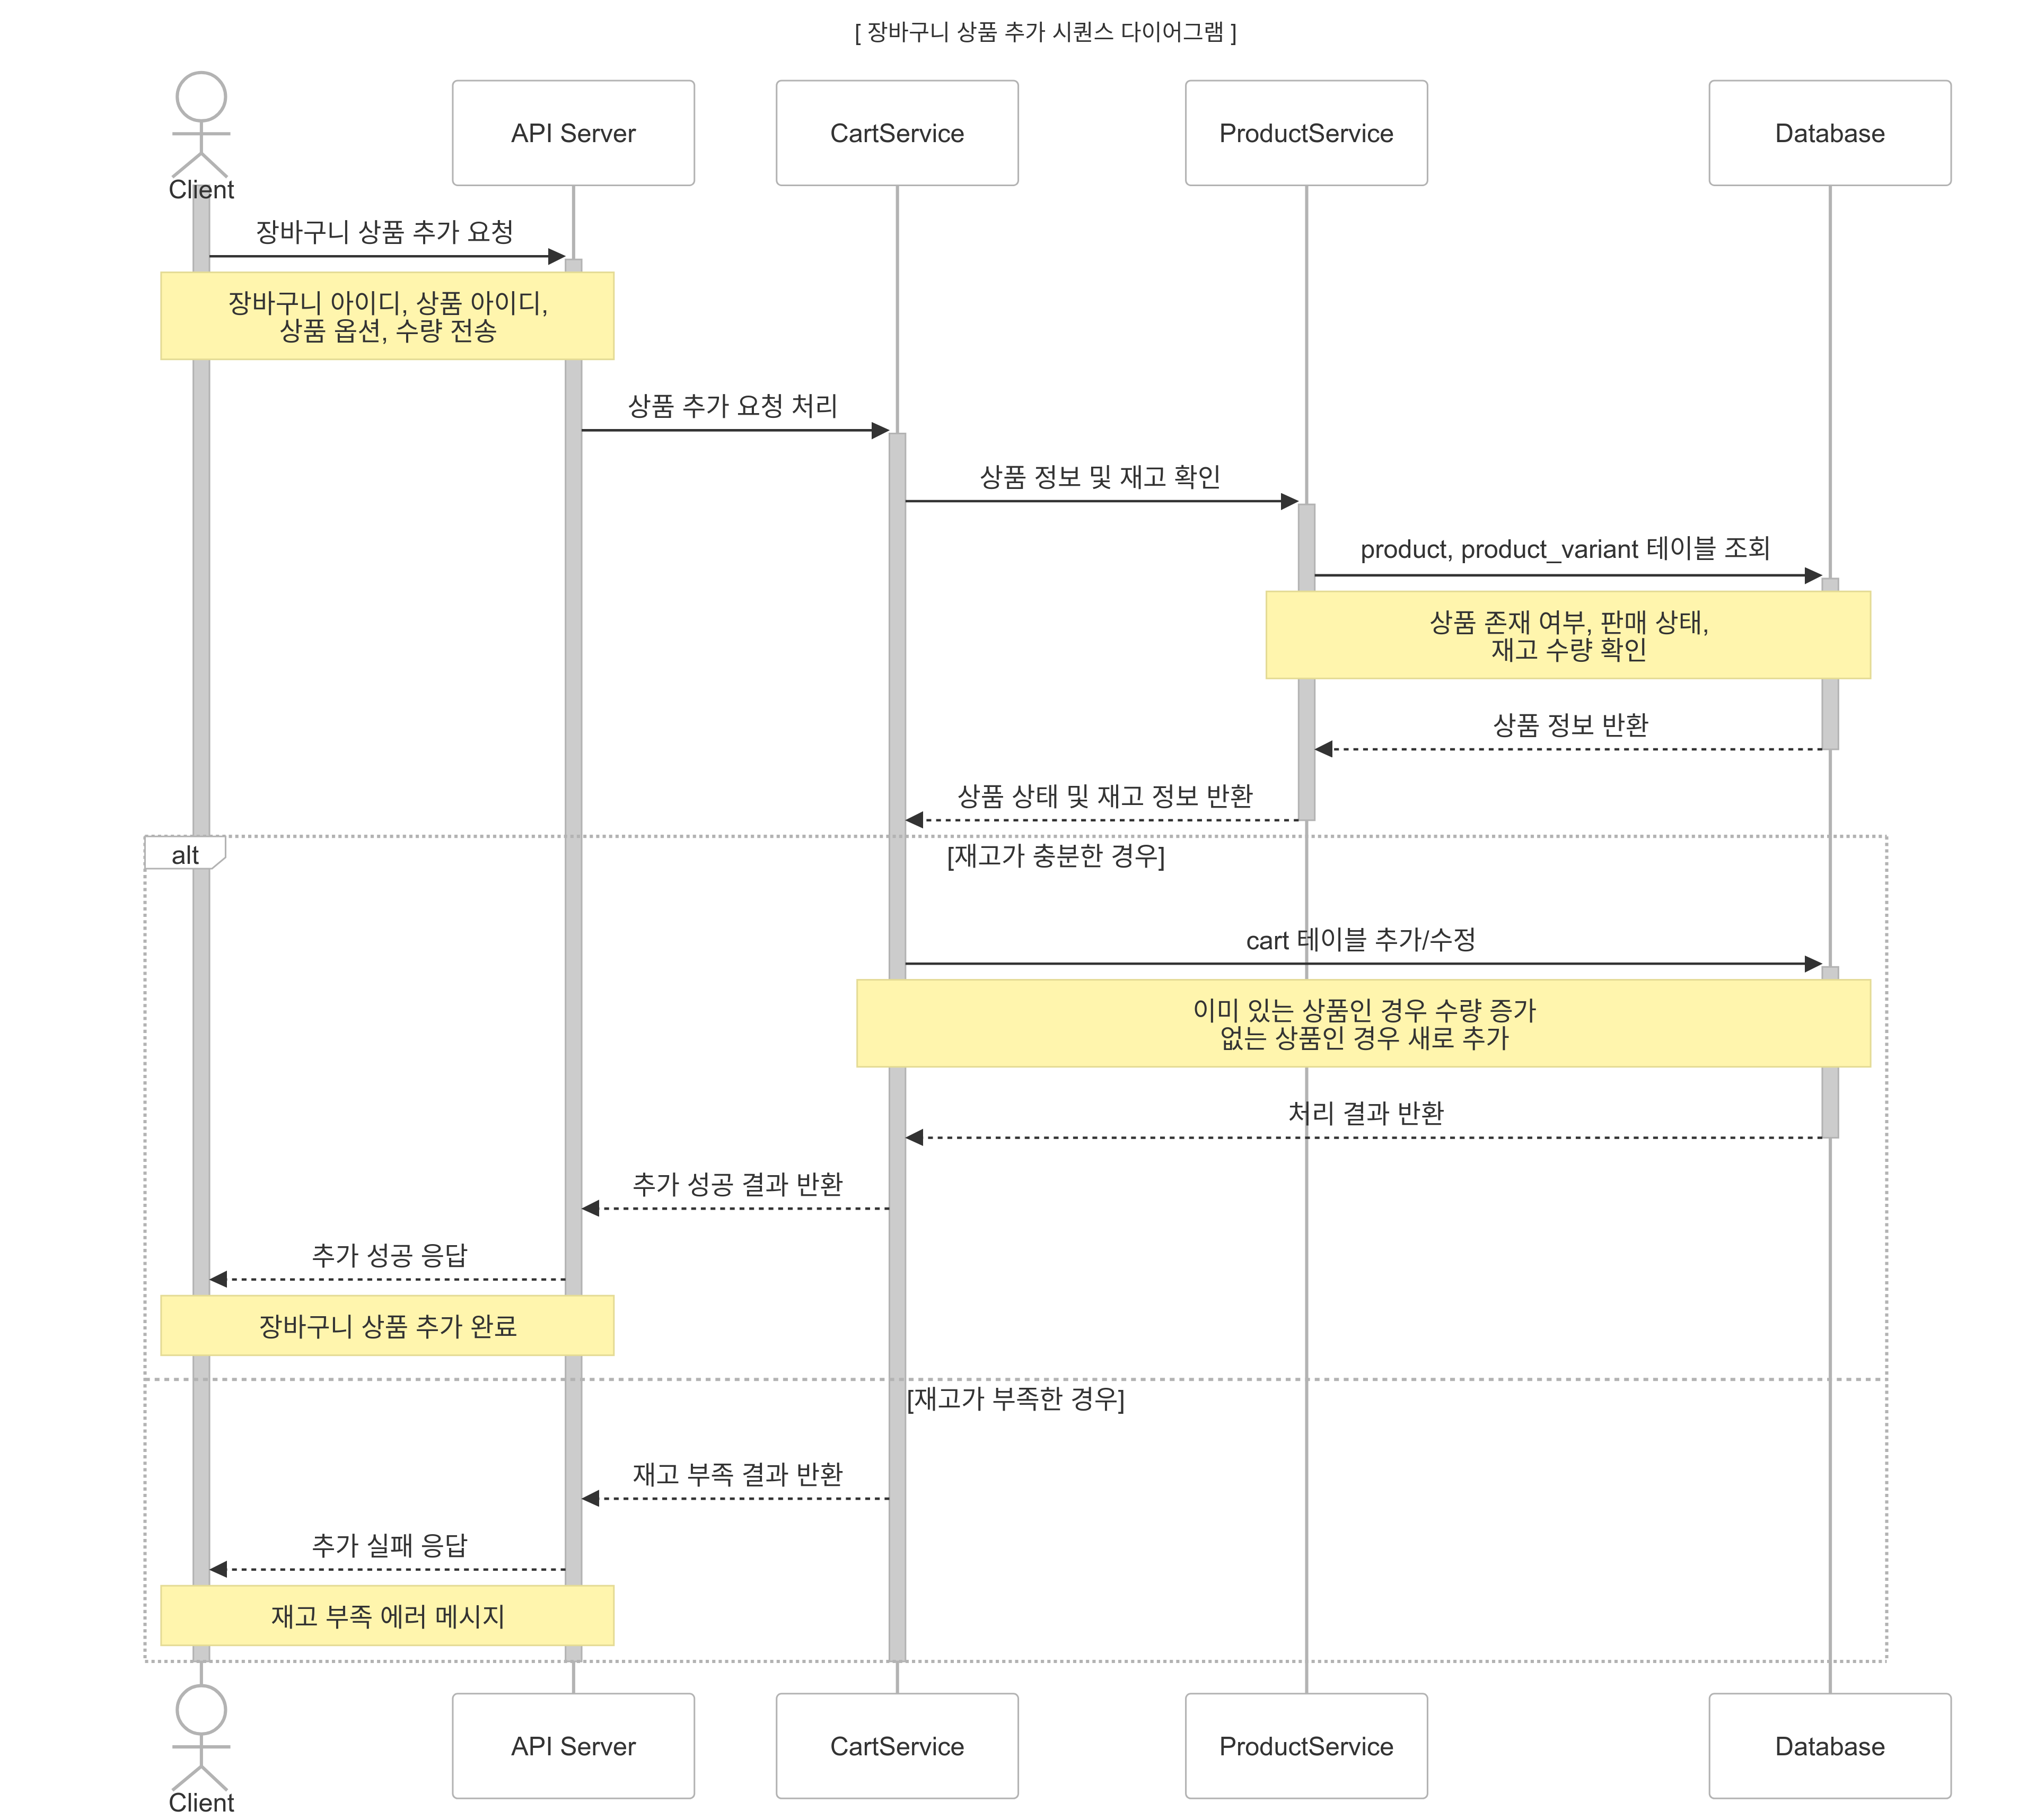 [ 장바구니 상품 추가 시퀀스 다이어그램 ]
Client
API Server
CartService
ProductService
Database
장바구니 상품 추가 요청
장바구니 아이디, 상품 아이디,
상품 옵션, 수량 전송
상품 추가 요청 처리
상품 정보 및 재고 확인
product, product_variant 테이블 조회
상품 존재 여부, 판매 상태,
재고 수량 확인
상품 정보 반환
상품 상태 및 재고 정보 반환
alt
[재고가 충분한 경우]
cart 테이블 추가/수정
이미 있는 상품인 경우 수량 증가
없는 상품인 경우 새로 추가
처리 결과 반환
추가 성공 결과 반환
추가 성공 응답
장바구니 상품 추가 완료
[재고가 부족한 경우]
재고 부족 결과 반환
추가 실패 응답
재고 부족 에러 메시지
Client
API Server
CartService
ProductService
Database